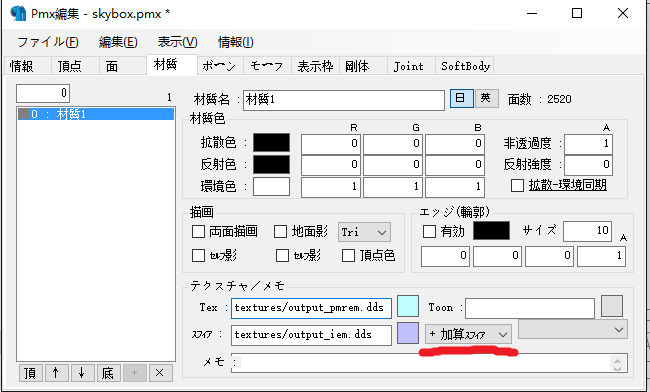 Pmx編集 - skybox.pmx *
ファイル(F) 編集(E) 表示(V) 情報(I)
情報 頂点 面 材質 ボーン モーフ 表示枠 剛体 Joint SoftBody
0 1
0 : 材質1
材質名 : 材質1 日 英 面数 : 2520
材質色
R G B A
拡散色 : 0 0 0 非透過度 : 1
反射色 : 0 0 0 反射強度 : 0
環境色 : 1 1 1 拡散-環境同期
描画 エッジ(輪郭)
両面描画 地面影 Tri 有効 サイズ 10
ｾﾙﾌ影 ｾﾙﾌ影 頂点色 0 0 0 1 A
テクスチャ/メモ
Tex : textures/output_pmrem.dds Toon :
ｽﾌｨｱ : textures/output_iem.dds + 加算ｽﾌｨｱ
メモ :
頂 ↑ ↓ 底 + ×